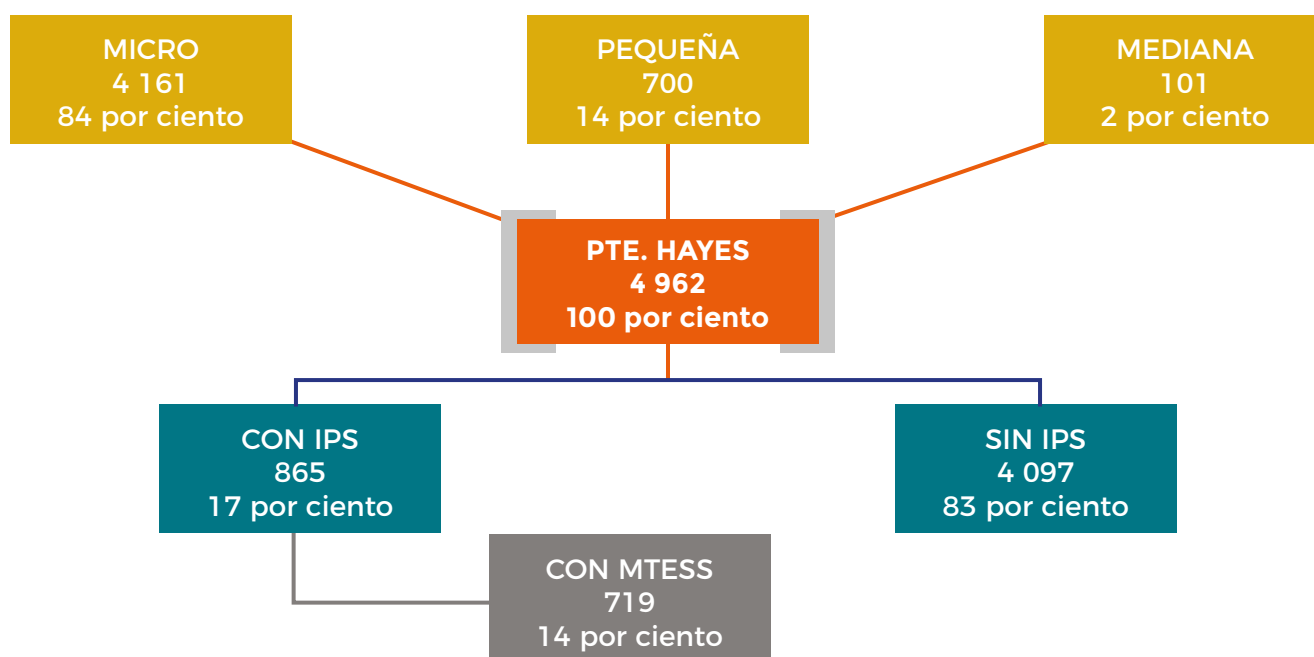 MICRO
4 161
84 por ciento
PEQUEÑA
700
14 por ciento
MEDIANA
101
2 por ciento
PTE. HAYES
4 962
100 por ciento
CON IPS
865
17 por ciento
SIN IPS
4 097
83 por ciento
CON MTESS
719
14 por ciento